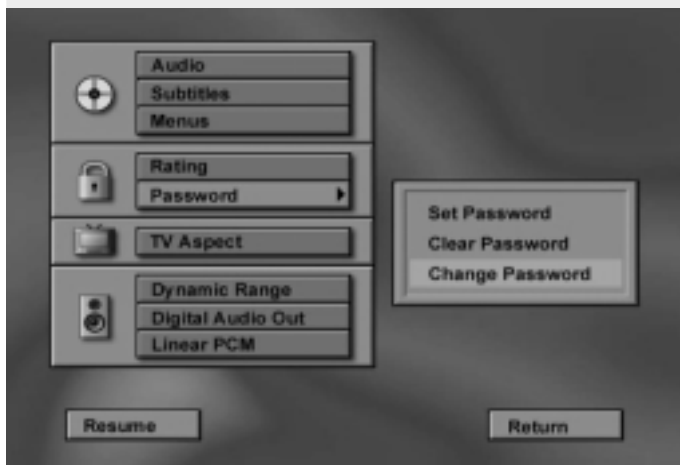 Audio
Subtitles
Menus
Rating
Password
TV Aspect
Dynamic Range
Digital Audio Out
Linear PCM
Set Password
Clear Password
Change Password
Resume
Return